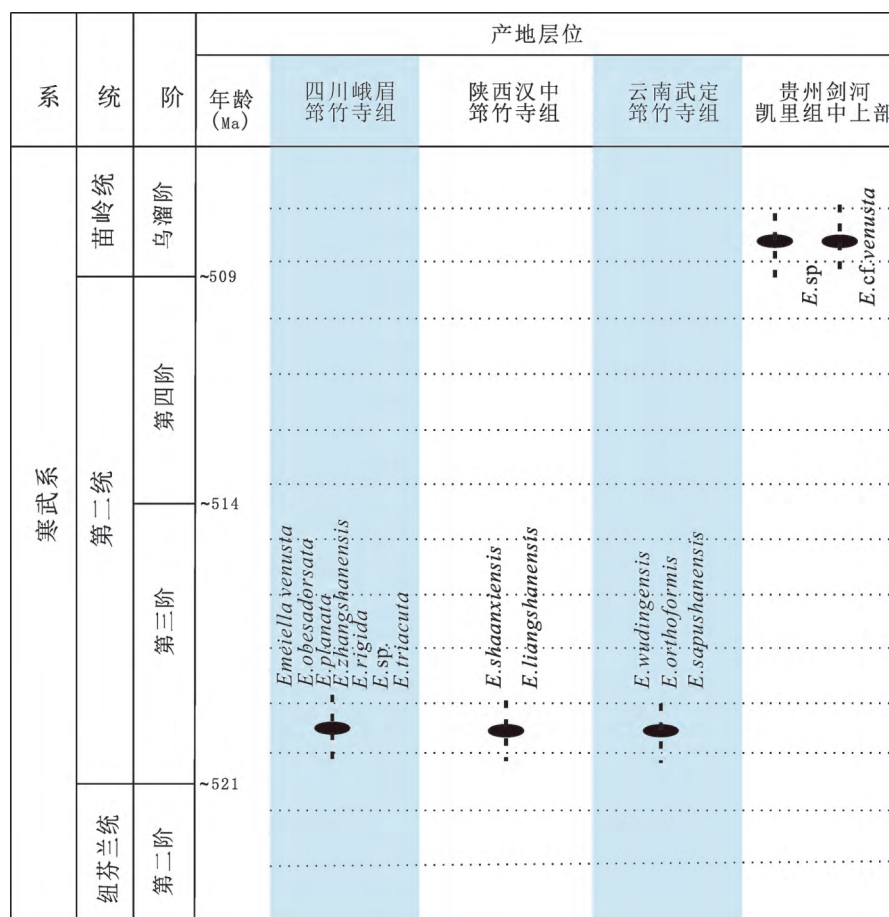 系
统
阶
年龄
(Ma)
产地层位
四川峨眉
筇竹寺组
陕西汉中
筇竹寺组
云南武定
筇竹寺组
贵州剑河
凯里组中上部
寒武系
苗岭统
第二统
纽芬兰统
乌溜阶
第四阶
第三阶
第二阶
~509
~514
~521
Emeiella venusta
E.obesadorsata
E.planata
E.zhangshanensis
E.rigida
E.sp.
E.triacuta
E.shaanxiensis
E.liangshanensis
E.wudingensis
E.orthoformis
E.sapushanensis
E.sp.
E.cf.venusta